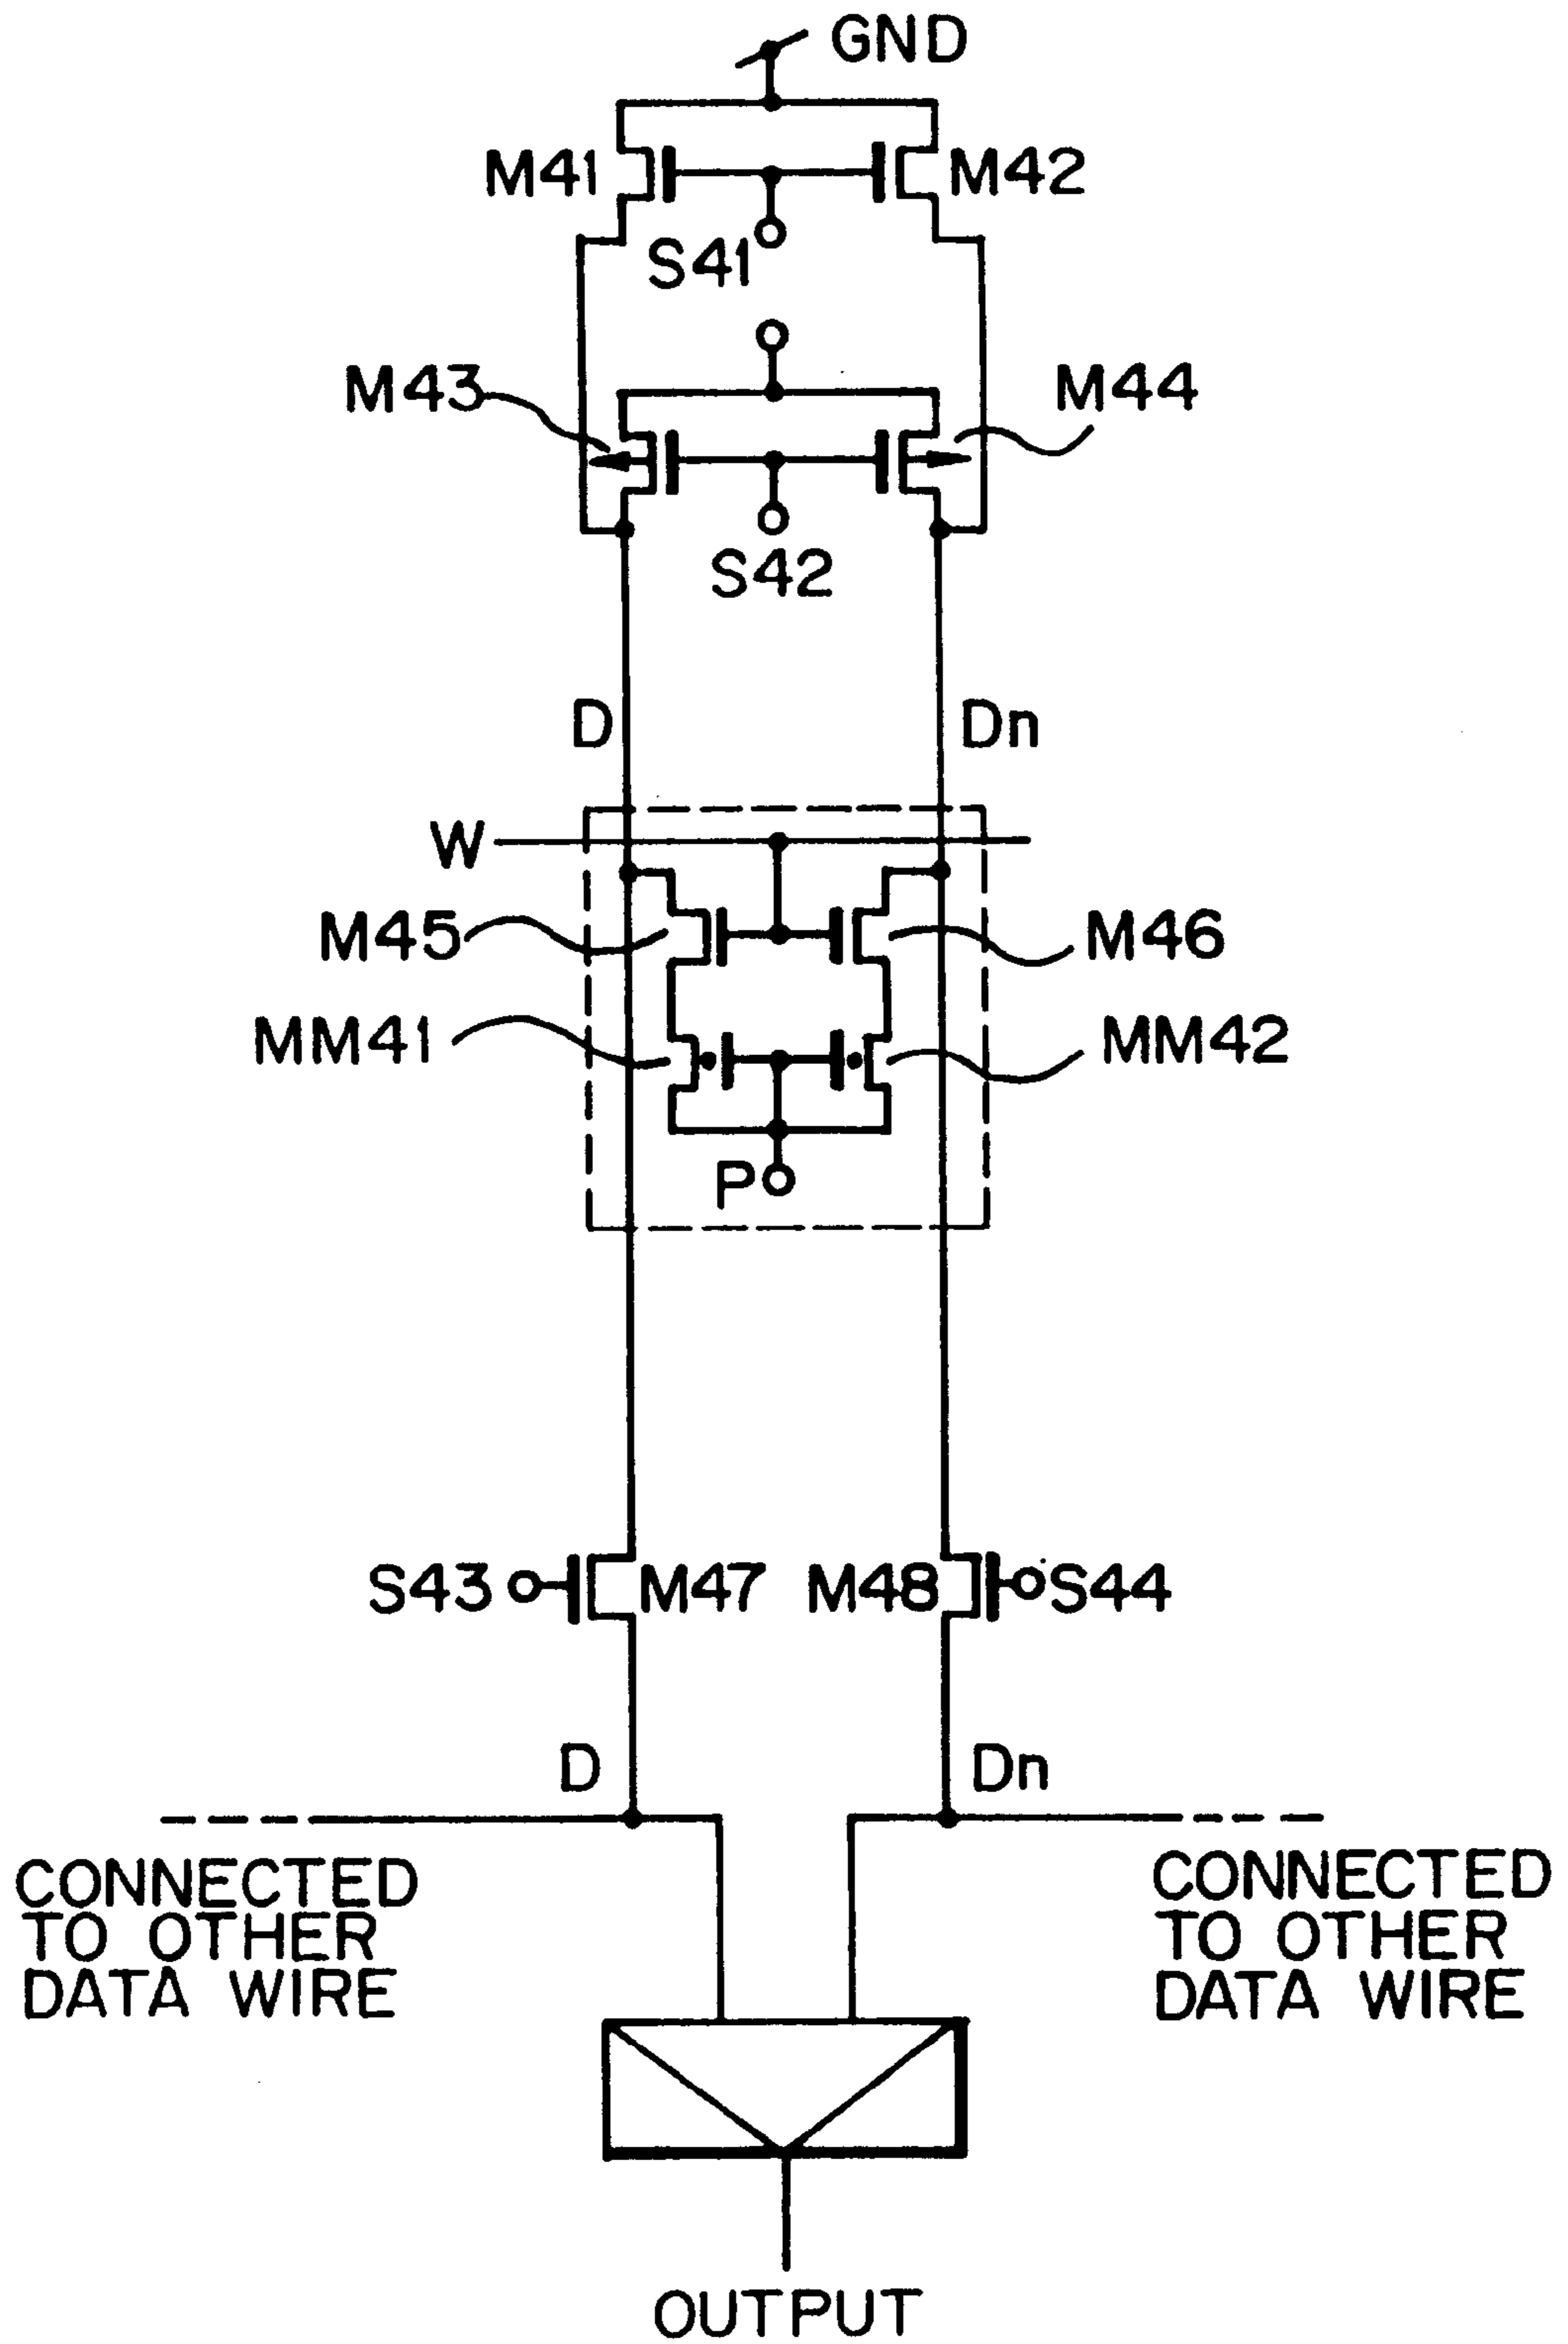 GND
M41
M42
S41
M43
M44
S42
D
Dn
W
M45
M46
MM41
MM42
P
S43
M47
M48
S44
D
Dn
CONNECTED
TO OTHER
DATA WIRE
CONNECTED
TO OTHER
DATA WIRE
OUTPUT